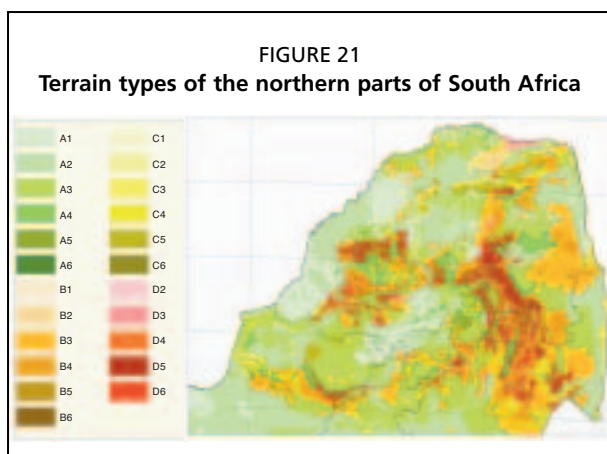 FIGURE 21
Terrain types of the northern parts of South Africa
A1
A2
A3
A4
A5
A6
B1
B2
B3
B4
B5
B6
C1
C2
C3
C4
C5
C6
D2
D3
D4
D5
D6